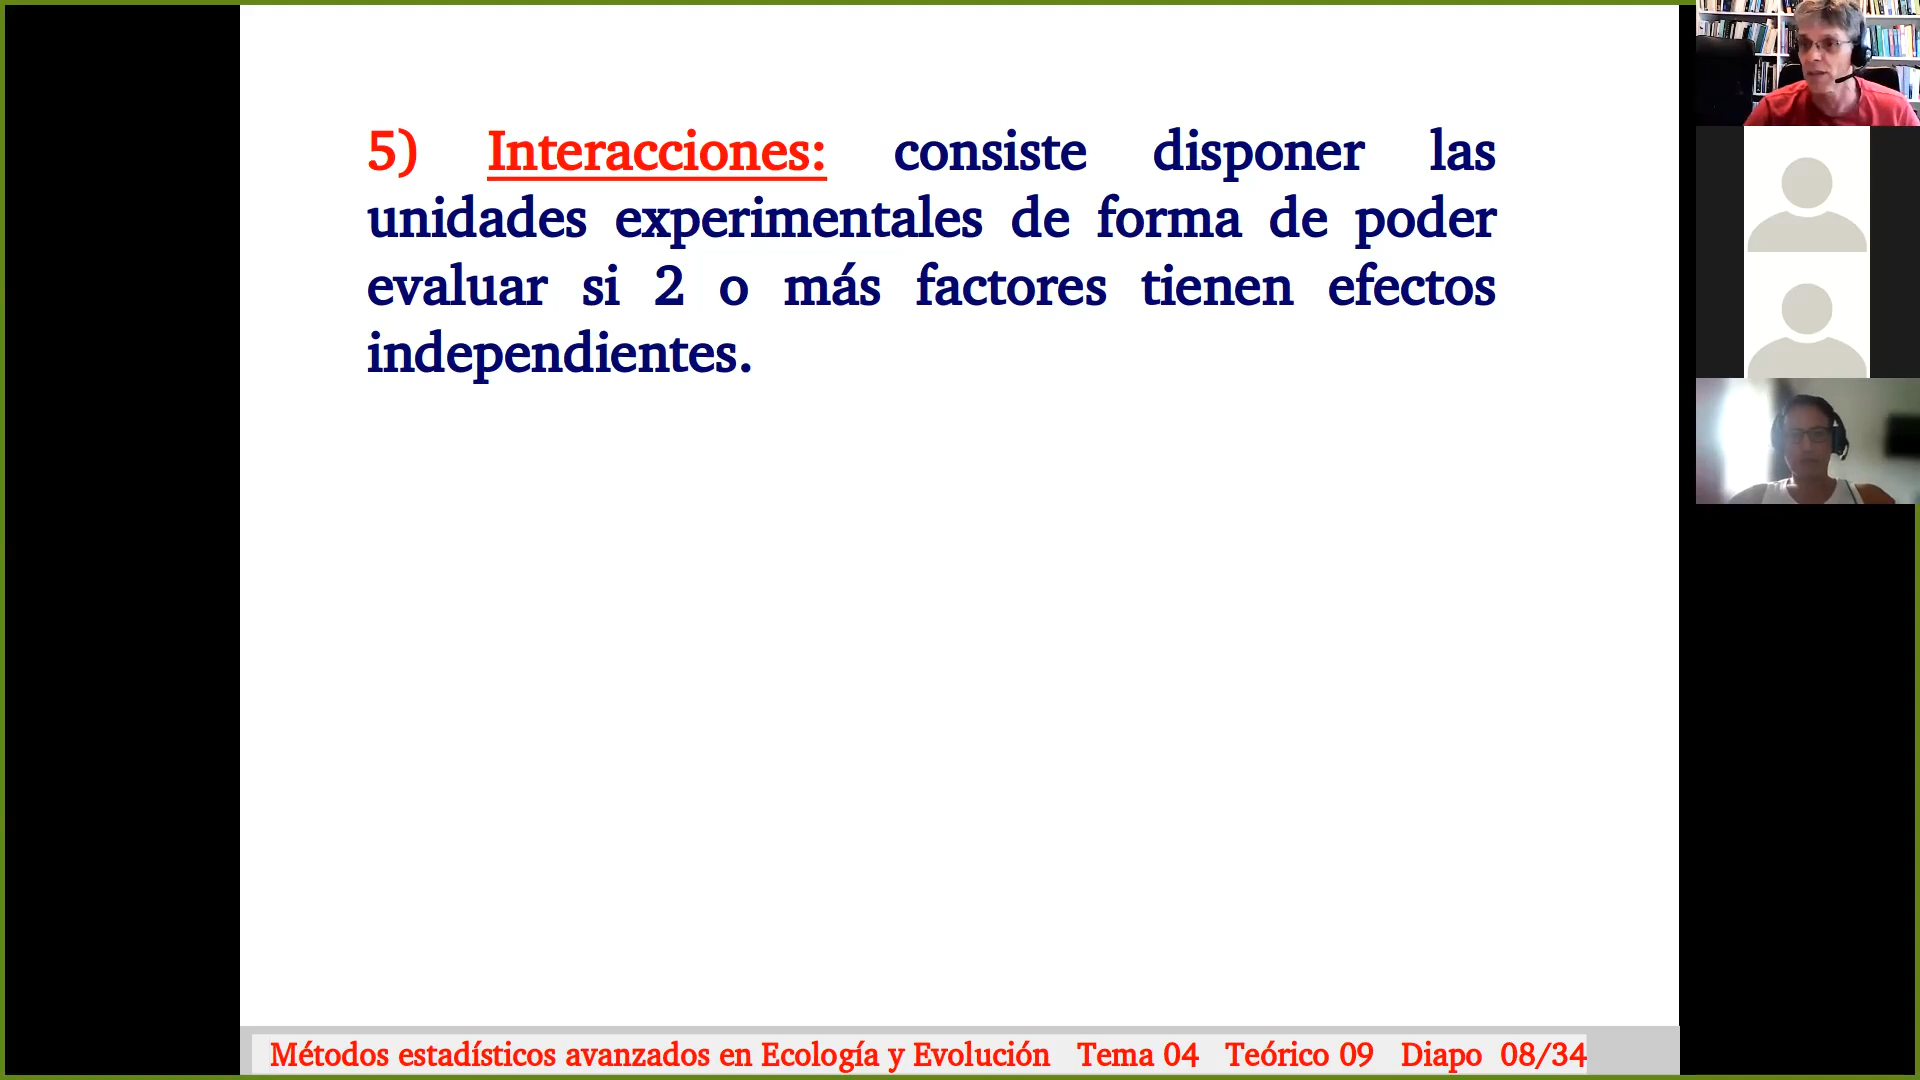 5) Interacciones: consiste disponer las
unidades experimentales de forma de poder
evaluar si 2 o más factores tienen efectos
independientes.
Métodos estadísticos avanzados en Ecología y Evolución Tema 04 Teórico 09 Diapo 08/34